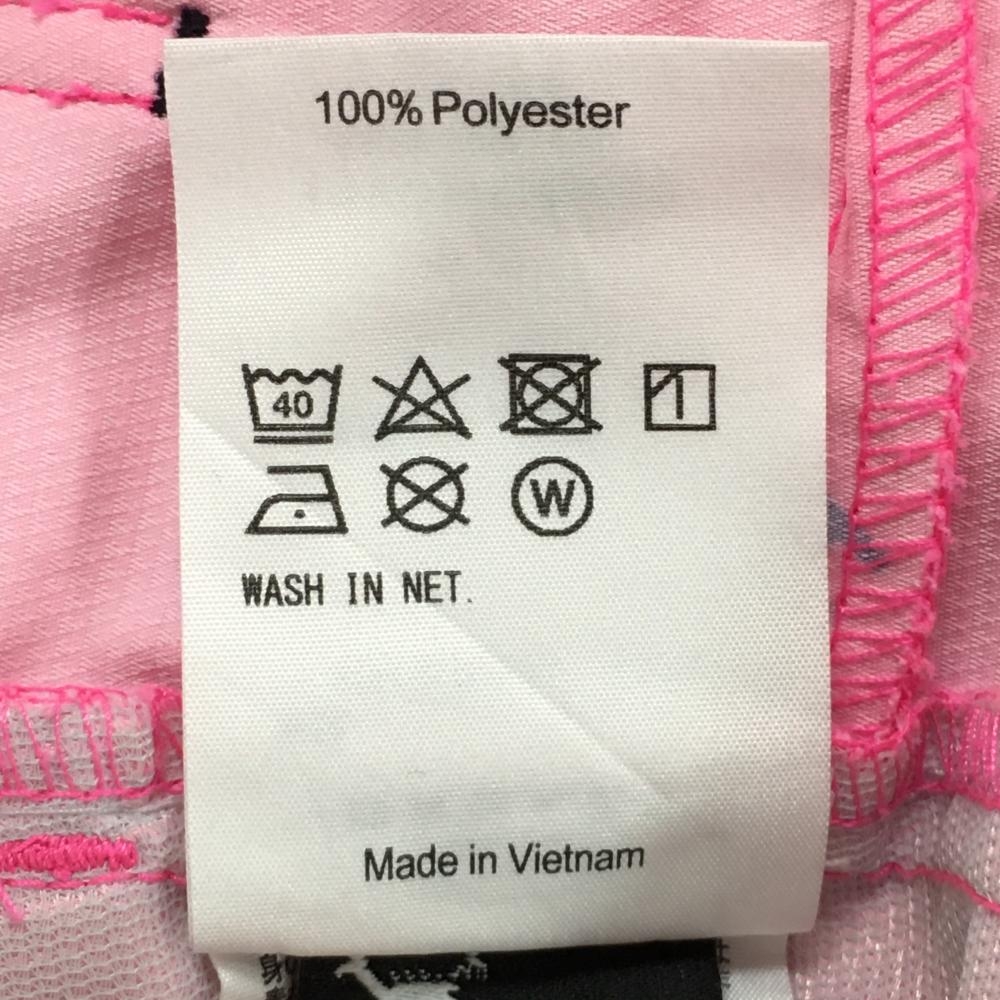 100% Polyester
40
W
WASH IN NET.
Made in Vietnam